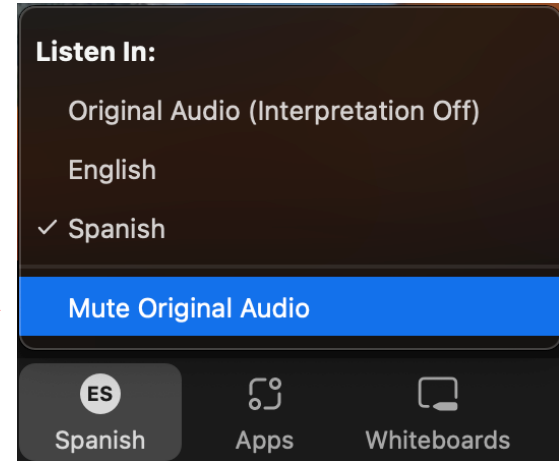 Listen In:
Original Audio (Interpretation Off)
English
✓ Spanish
Mute Original Audio
ES
Spanish
Apps
Whiteboards